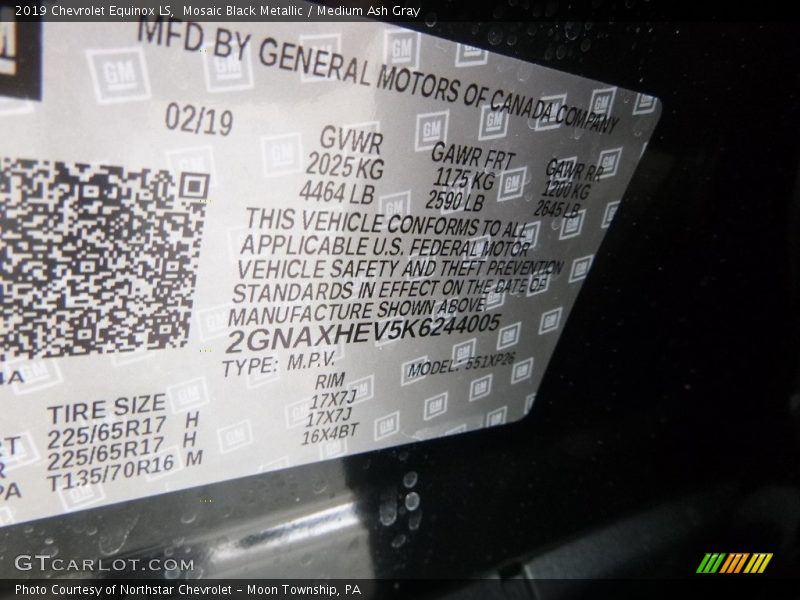 2019 Chevrolet Equinox LS, Mosaic Black Metallic / Medium Ash Gray
MFD BY GENERAL MOTORS OF CANADA COMPANY
02/19
GVWR GAWR FRT GAWR RR
2025 KG 1175 KG 1200 KG
4464 LB 2590 LB 2645 LB
THIS VEHICLE CONFORMS TO ALL
APPLICABLE U.S. FEDERAL MOTOR
VEHICLE SAFETY AND THEFT PREVENTION
STANDARDS IN EFFECT ON THE DATE OF
MANUFACTURE SHOWN ABOVE
2GNAXHEV5K6244005
TYPE: M.P.V. MODEL: 551XP26
TIRE SIZE RIM
225/65R17 H 17X7J
225/65R17 H 17X7J
T135/70R16 M 16X4BT
GTCARLOT.COM
Photo Courtesy of Northstar Chevrolet – Moon Township, PA